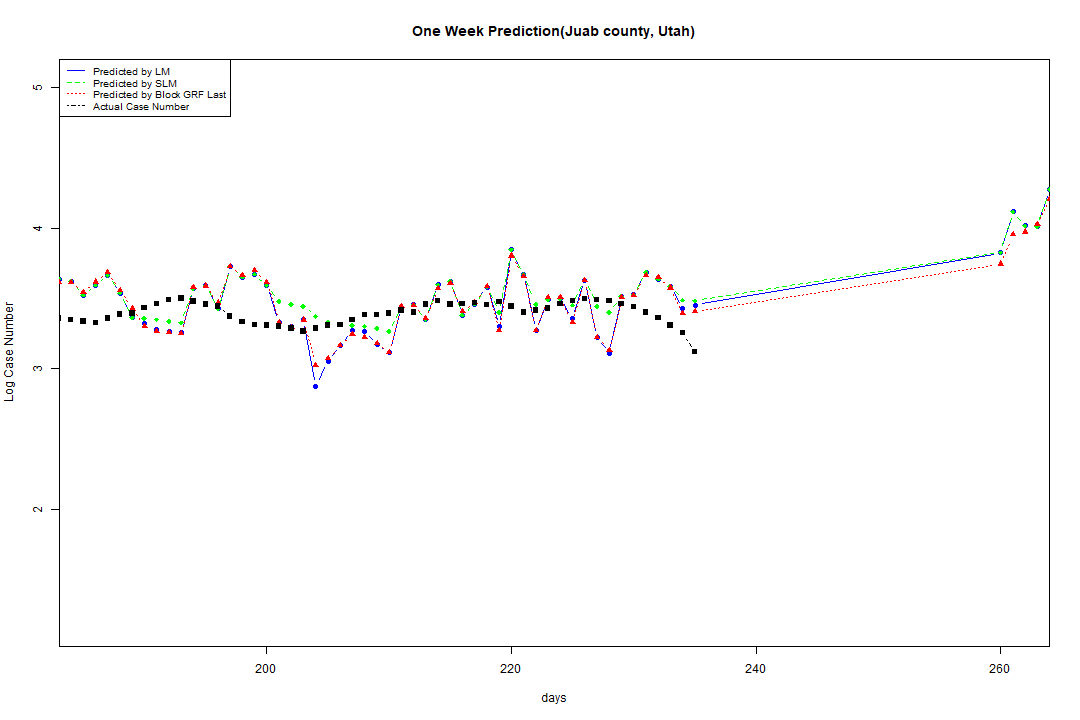 One Week Prediction(Juab county, Utah)
Predicted by LM
Predicted by SLM
Predicted by Block GRF Last
Actual Case Number
5
4
3
2
Log Case Number
200 220 240 260
days